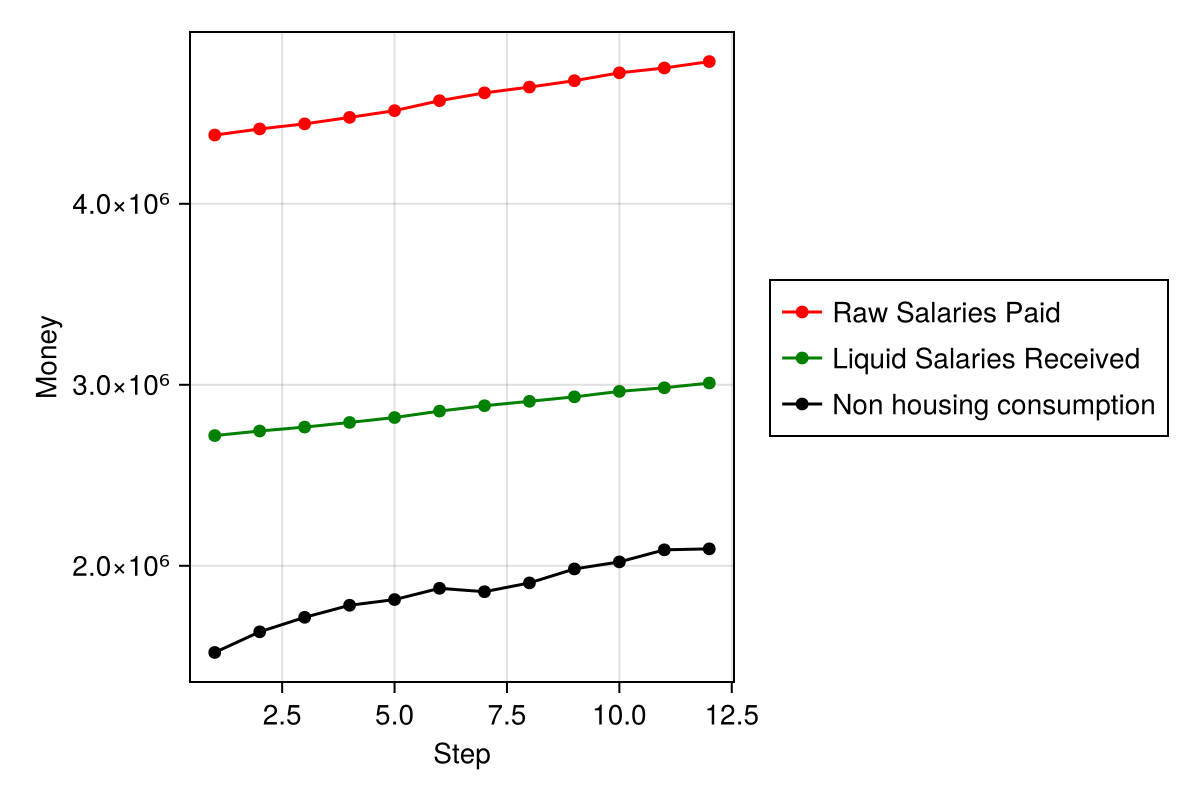 Money
4.0×10⁶
3.0×10⁶
2.0×10⁶
2.5 5.0 7.5 10.0 12.5
Step
Raw Salaries Paid
Liquid Salaries Received
Non housing consumption